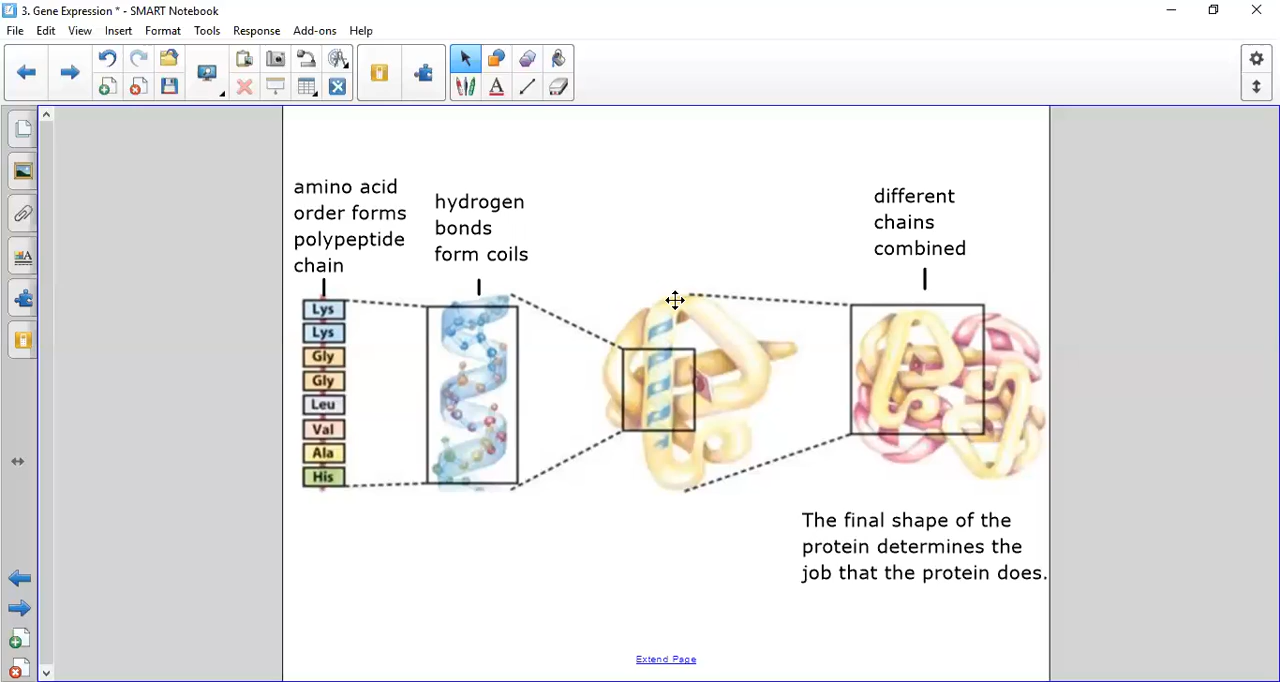 3. Gene Expression * - SMART Notebook
File Edit View Insert Format Tools Response Add-ons Help
amino acid
order forms
polypeptide
chain
hydrogen
bonds
form coils
different
chains
combined
Lys
Lys
Gly
Gly
Leu
Val
Ala
His
The final shape of the
protein determines the
job that the protein does.
Extend Page